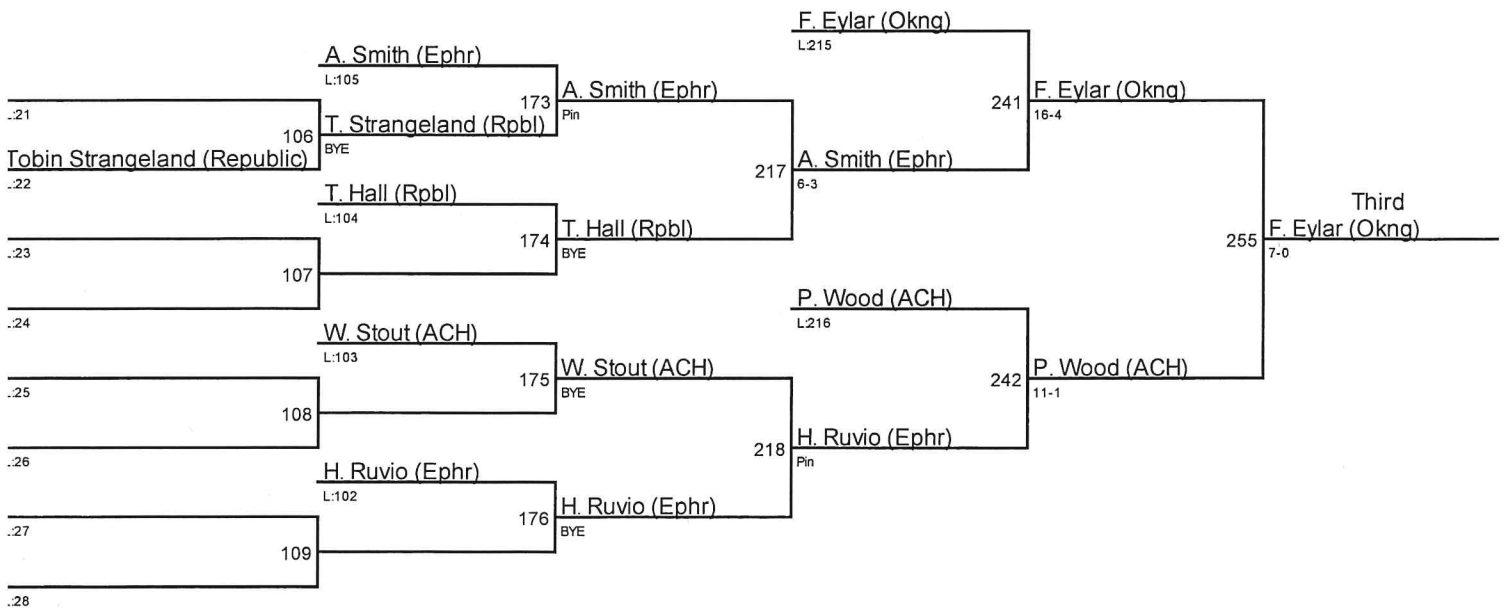 F. Eylar (Okng)
L:215
A. Smith (Ephr)
L:105
173 A. Smith (Ephr)
Pin
241 F. Eylar (Okng)
16-4
.:21
106 T. Strangeland (Rpbl)
BYE
Tobin Strangeland (Republic)
.:22
217 A. Smith (Ephr)
6-3
T. Hall (Rpbl)
L:104
174 T. Hall (Rpbl)
BYE
Third
255 F. Eylar (Okng)
7-0
.:23
107
.:24
P. Wood (ACH)
L:216
W. Stout (ACH)
L:103
175 W. Stout (ACH)
BYE
242 P. Wood (ACH)
11-1
.:25
108
.:26
218 H. Ruvio (Ephr)
Pin
H. Ruvio (Ephr)
L:102
176 H. Ruvio (Ephr)
BYE
.:27
109
.:28